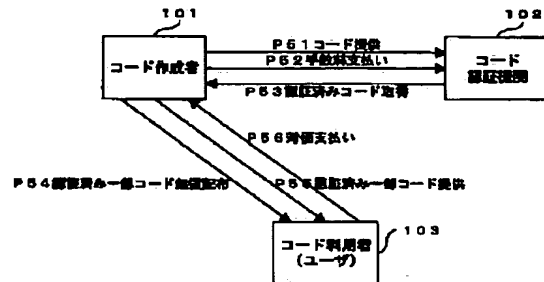 101
102
P51コード提供
コード作成者
P52手数料支払い
コード
認証機関
P53認証済みコード取得
P56対価支払い
P54認証済み一部コード無償配布
P55認証済み一部コード提供
コード利用者
(ユーザ)
103